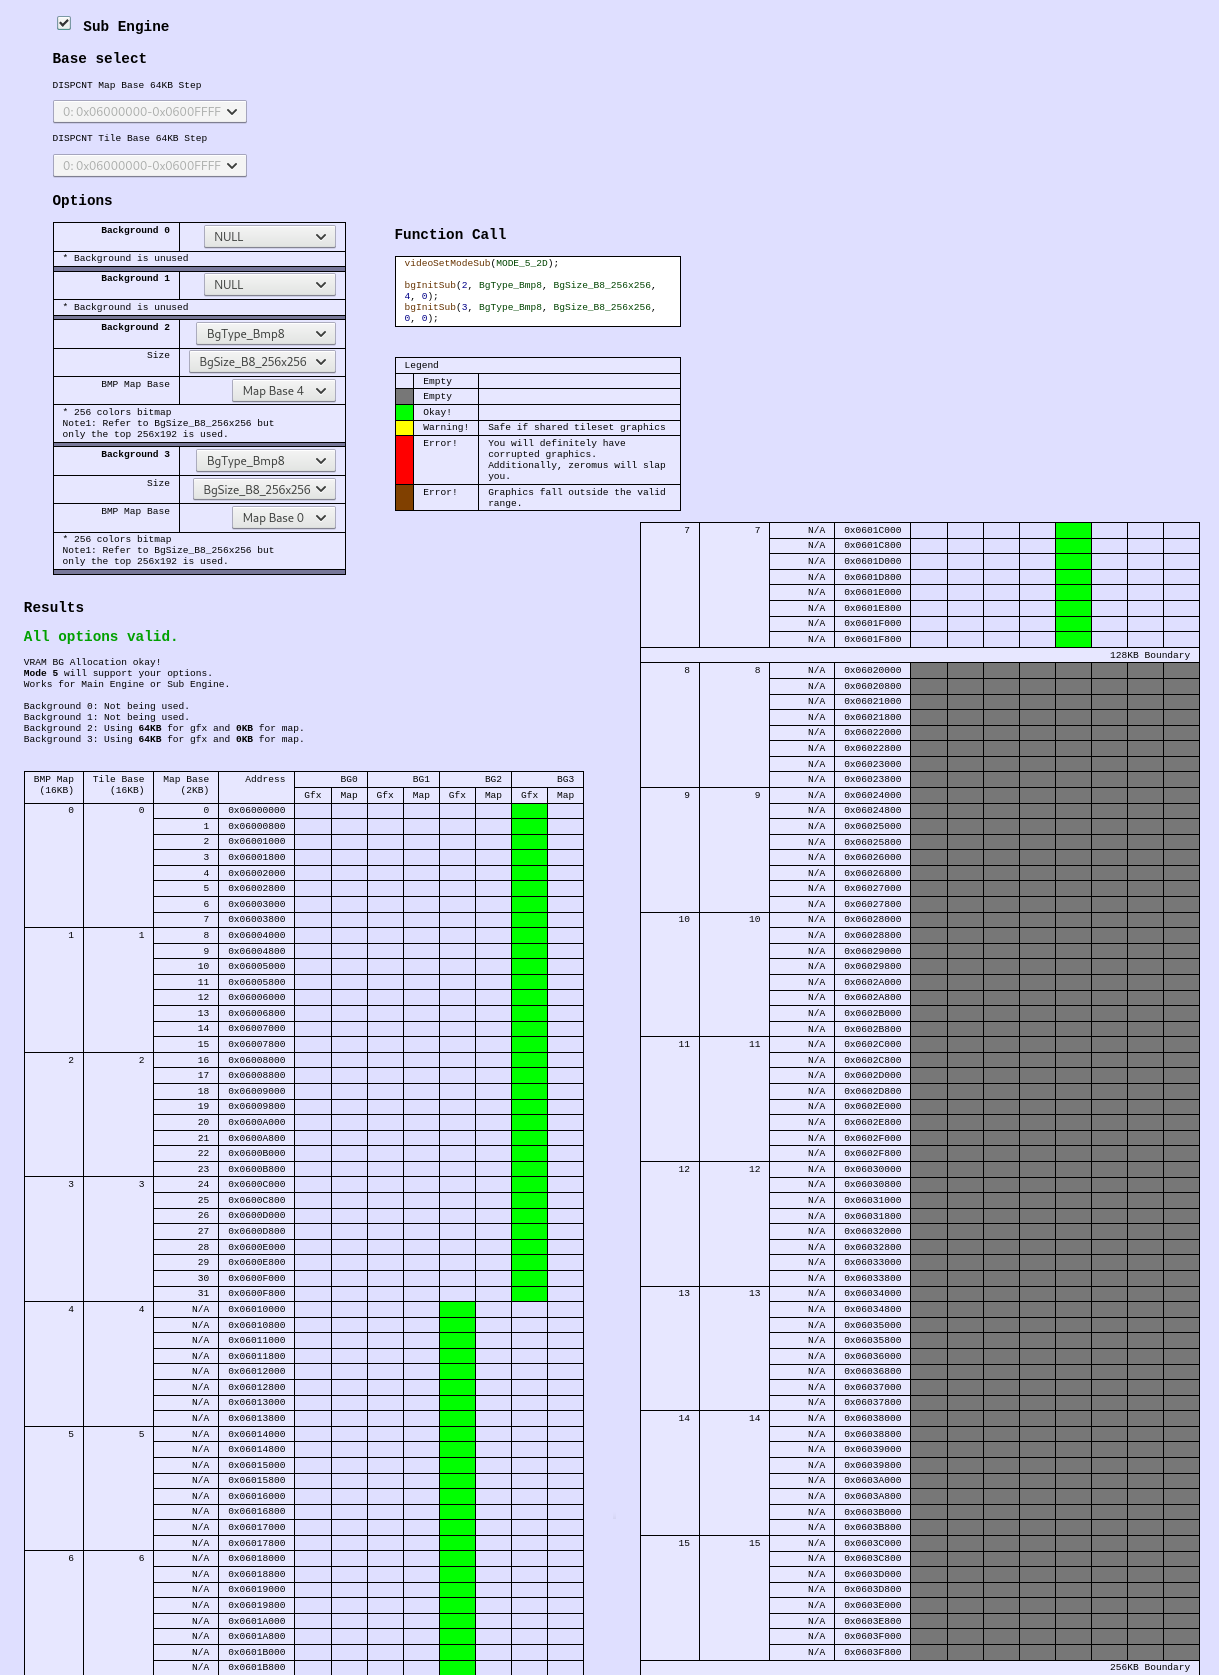 Sub Engine
Base select
DISPCNT Map Base 64KB Step
0: 0x06000000-0x0600FFFF
DISPCNT Tile Base 64KB Step
0: 0x06000000-0x0600FFFF
Options
Background 0 NULL
* Background is unused
Background 1 NULL
* Background is unused
Background 2 BgType_Bmp8
Size BgSize_B8_256x256
BMP Map Base Map Base 4
* 256 colors bitmap
Note1: Refer to BgSize_B8_256x256 but
only the top 256x192 is used.
Background 3 BgType_Bmp8
Size BgSize_B8_256x256
BMP Map Base Map Base 0
* 256 colors bitmap
Note1: Refer to BgSize_B8_256x256 but
only the top 256x192 is used.
Function Call
videoSetModeSub(MODE_5_2D);
bgInitSub(2, BgType_Bmp8, BgSize_B8_256x256,
4, 0);
bgInitSub(3, BgType_Bmp8, BgSize_B8_256x256,
0, 0);
Legend
Empty
Empty
Okay!
Warning! Safe if shared tileset graphics
Error! You will definitely have
corrupted graphics.
Additionally, zeromus will slap
you.
Error! Graphics fall outside the valid
range.
Results
All options valid.
VRAM BG Allocation okay!
Mode 5 will support your options.
Works for Main Engine or Sub Engine.
Background 0: Not being used.
Background 1: Not being used.
Background 2: Using 64KB for gfx and 0KB for map.
Background 3: Using 64KB for gfx and 0KB for map.
BMP Map Tile Base Map Base Address BG0 BG1 BG2 BG3
(16KB) (16KB) (2KB) Gfx Map Gfx Map Gfx Map Gfx Map
0 0 0 0x06000000
1 0x06000800
2 0x06001000
3 0x06001800
4 0x06002000
5 0x06002800
6 0x06003000
7 0x06003800
1 1 8 0x06004000
9 0x06004800
10 0x06005000
11 0x06005800
12 0x06006000
13 0x06006800
14 0x06007000
15 0x06007800
2 2 16 0x06008000
17 0x06008800
18 0x06009000
19 0x06009800
20 0x0600A000
21 0x0600A800
22 0x0600B000
23 0x0600B800
3 3 24 0x0600C000
25 0x0600C800
26 0x0600D000
27 0x0600D800
28 0x0600E000
29 0x0600E800
30 0x0600F000
31 0x0600F800
4 4 N/A 0x06010000
N/A 0x06010800
N/A 0x06011000
N/A 0x06011800
N/A 0x06012000
N/A 0x06012800
N/A 0x06013000
N/A 0x06013800
5 5 N/A 0x06014000
N/A 0x06014800
N/A 0x06015000
N/A 0x06015800
N/A 0x06016000
N/A 0x06016800
N/A 0x06017000
N/A 0x06017800
6 6 N/A 0x06018000
N/A 0x06018800
N/A 0x06019000
N/A 0x06019800
N/A 0x0601A000
N/A 0x0601A800
N/A 0x0601B000
N/A 0x0601B800
7 7 N/A 0x0601C000
N/A 0x0601C800
N/A 0x0601D000
N/A 0x0601D800
N/A 0x0601E000
N/A 0x0601E800
N/A 0x0601F000
N/A 0x0601F800
128KB Boundary
8 8 N/A 0x06020000
N/A 0x06020800
N/A 0x06021000
N/A 0x06021800
N/A 0x06022000
N/A 0x06022800
N/A 0x06023000
N/A 0x06023800
9 9 N/A 0x06024000
N/A 0x06024800
N/A 0x06025000
N/A 0x06025800
N/A 0x06026000
N/A 0x06026800
N/A 0x06027000
N/A 0x06027800
10 10 N/A 0x06028000
N/A 0x06028800
N/A 0x06029000
N/A 0x06029800
N/A 0x0602A000
N/A 0x0602A800
N/A 0x0602B000
N/A 0x0602B800
11 11 N/A 0x0602C000
N/A 0x0602C800
N/A 0x0602D000
N/A 0x0602D800
N/A 0x0602E000
N/A 0x0602E800
N/A 0x0602F000
N/A 0x0602F800
12 12 N/A 0x06030000
N/A 0x06030800
N/A 0x06031000
N/A 0x06031800
N/A 0x06032000
N/A 0x06032800
N/A 0x06033000
N/A 0x06033800
13 13 N/A 0x06034000
N/A 0x06034800
N/A 0x06035000
N/A 0x06035800
N/A 0x06036000
N/A 0x06036800
N/A 0x06037000
N/A 0x06037800
14 14 N/A 0x06038000
N/A 0x06038800
N/A 0x06039000
N/A 0x06039800
N/A 0x0603A000
N/A 0x0603A800
N/A 0x0603B000
N/A 0x0603B800
15 15 N/A 0x0603C000
N/A 0x0603C800
N/A 0x0603D000
N/A 0x0603D800
N/A 0x0603E000
N/A 0x0603E800
N/A 0x0603F000
N/A 0x0603F800
256KB Boundary